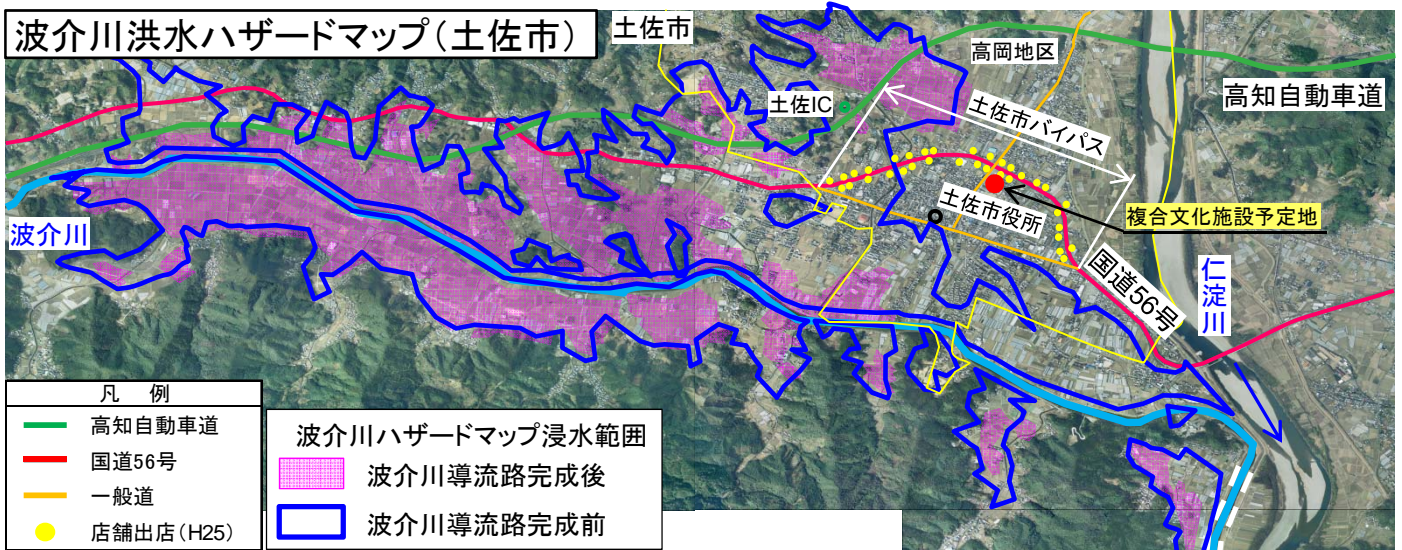 波介川洪水ハザードマップ(土佐市)
土佐市
高岡地区
高知自動車道
土佐IC
土佐市バイパス
土佐市役所
複合文化施設予定地
波介川
国道56号
仁淀川
凡 例
高知自動車道
国道56号
一般道
店舗出店(H25)
波介川ハザードマップ浸水範囲
波介川導流路完成後
波介川導流路完成前